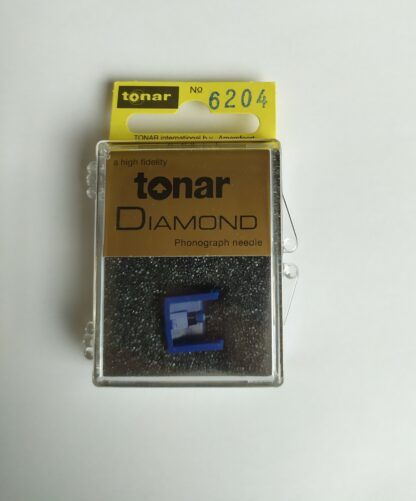 tonar
No 6204
TONAR international b.v. Amersfoort
a high fidelity
tonar
DIAMOND
Phonograph needle